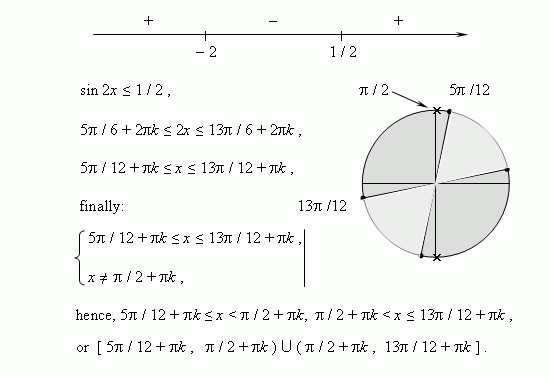 + − +
− 2 1 / 2
sin 2x ≤ 1 / 2 ,
π / 2 5π /12
5π / 6 + 2πk ≤ 2x ≤ 13π / 6 + 2πk ,
5π / 12 + πk ≤ x ≤ 13π / 12 + πk ,
finally:
13π /12
5π / 12 + πk ≤ x ≤ 13π / 12 + πk ,
x ≠ π / 2 + πk ,
hence, 5π / 12 + πk ≤ x < π / 2 + πk, π / 2 + πk < x ≤ 13π / 12 + πk ,
or [ 5π / 12 + πk , π / 2 + πk ) U ( π / 2 + πk , 13π / 12 + πk ] .